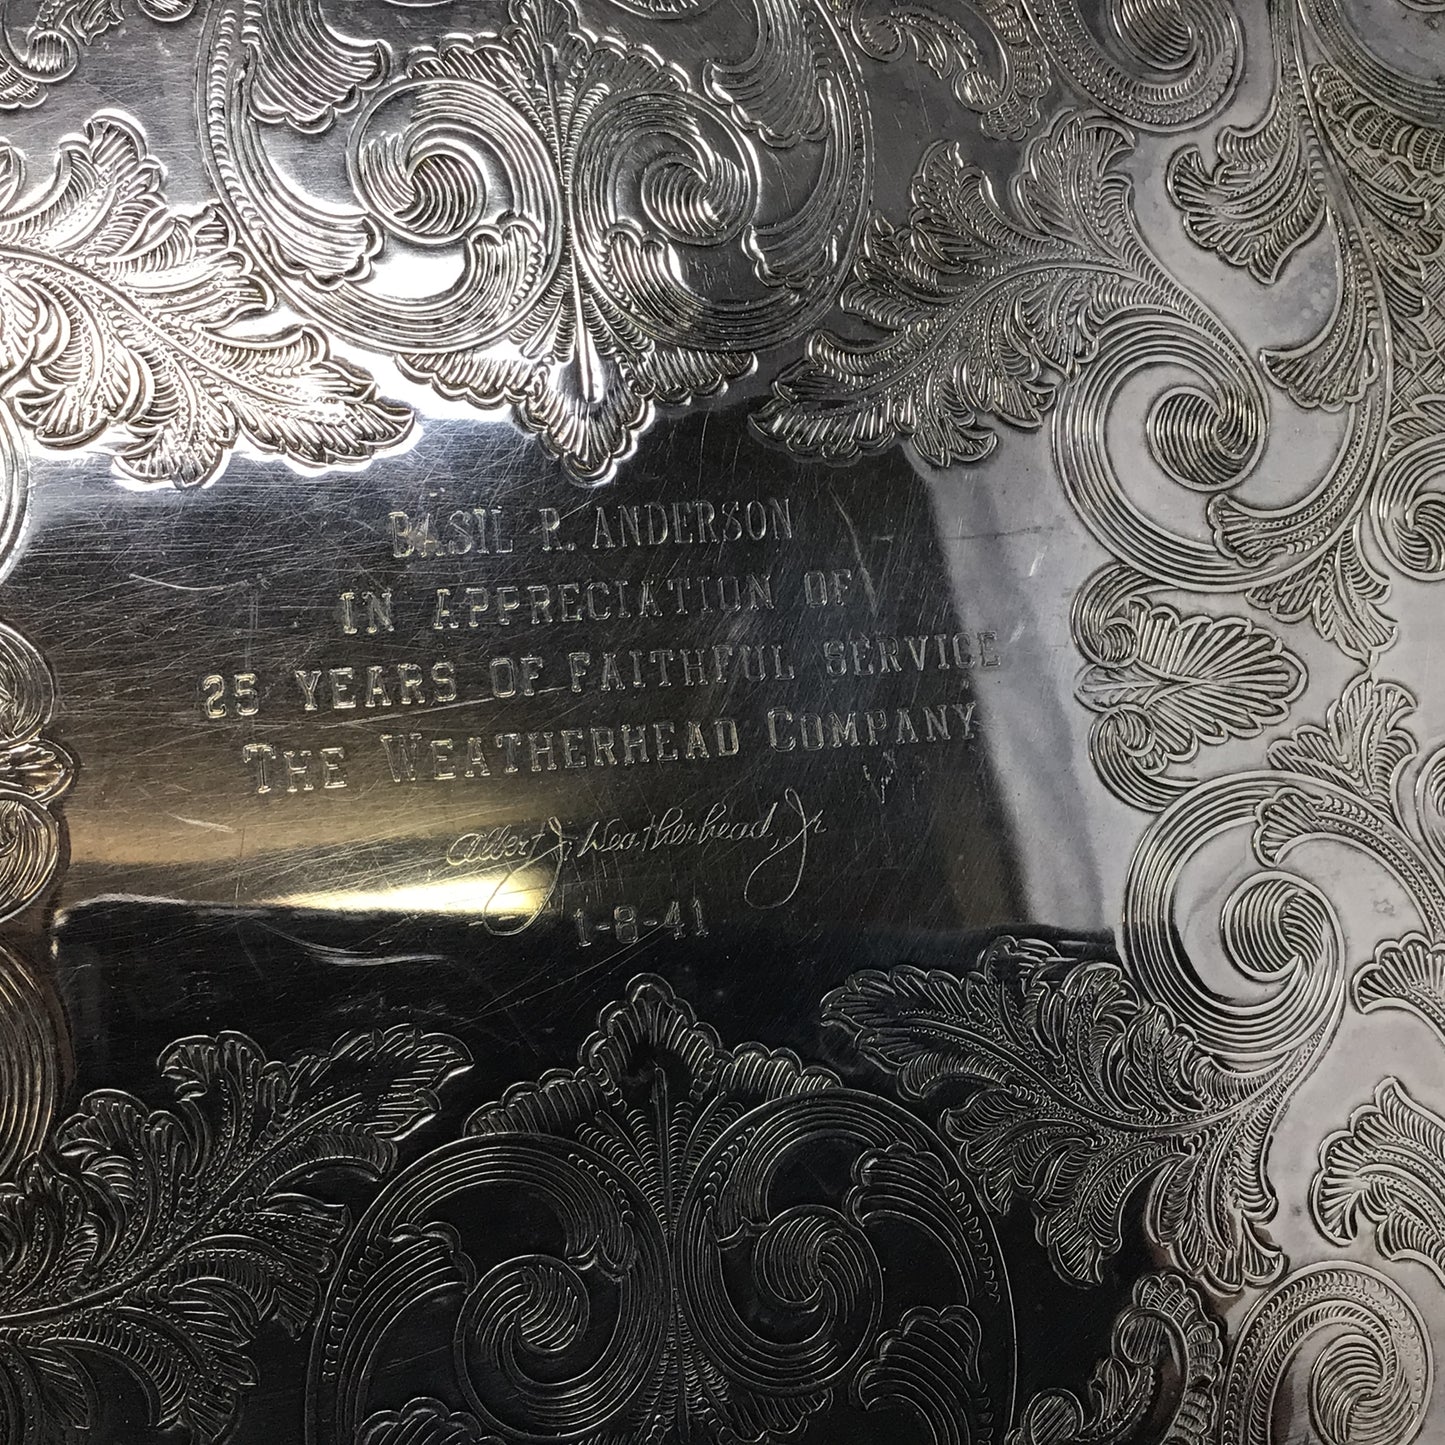 BASIL R. ANDERSON
IN APPRECIATION OF
25 YEARS OF FAITHFUL SERVICE
THE WEATHERHEAD COMPANY
Albert J. Weatherhead, Jr
1-8-41